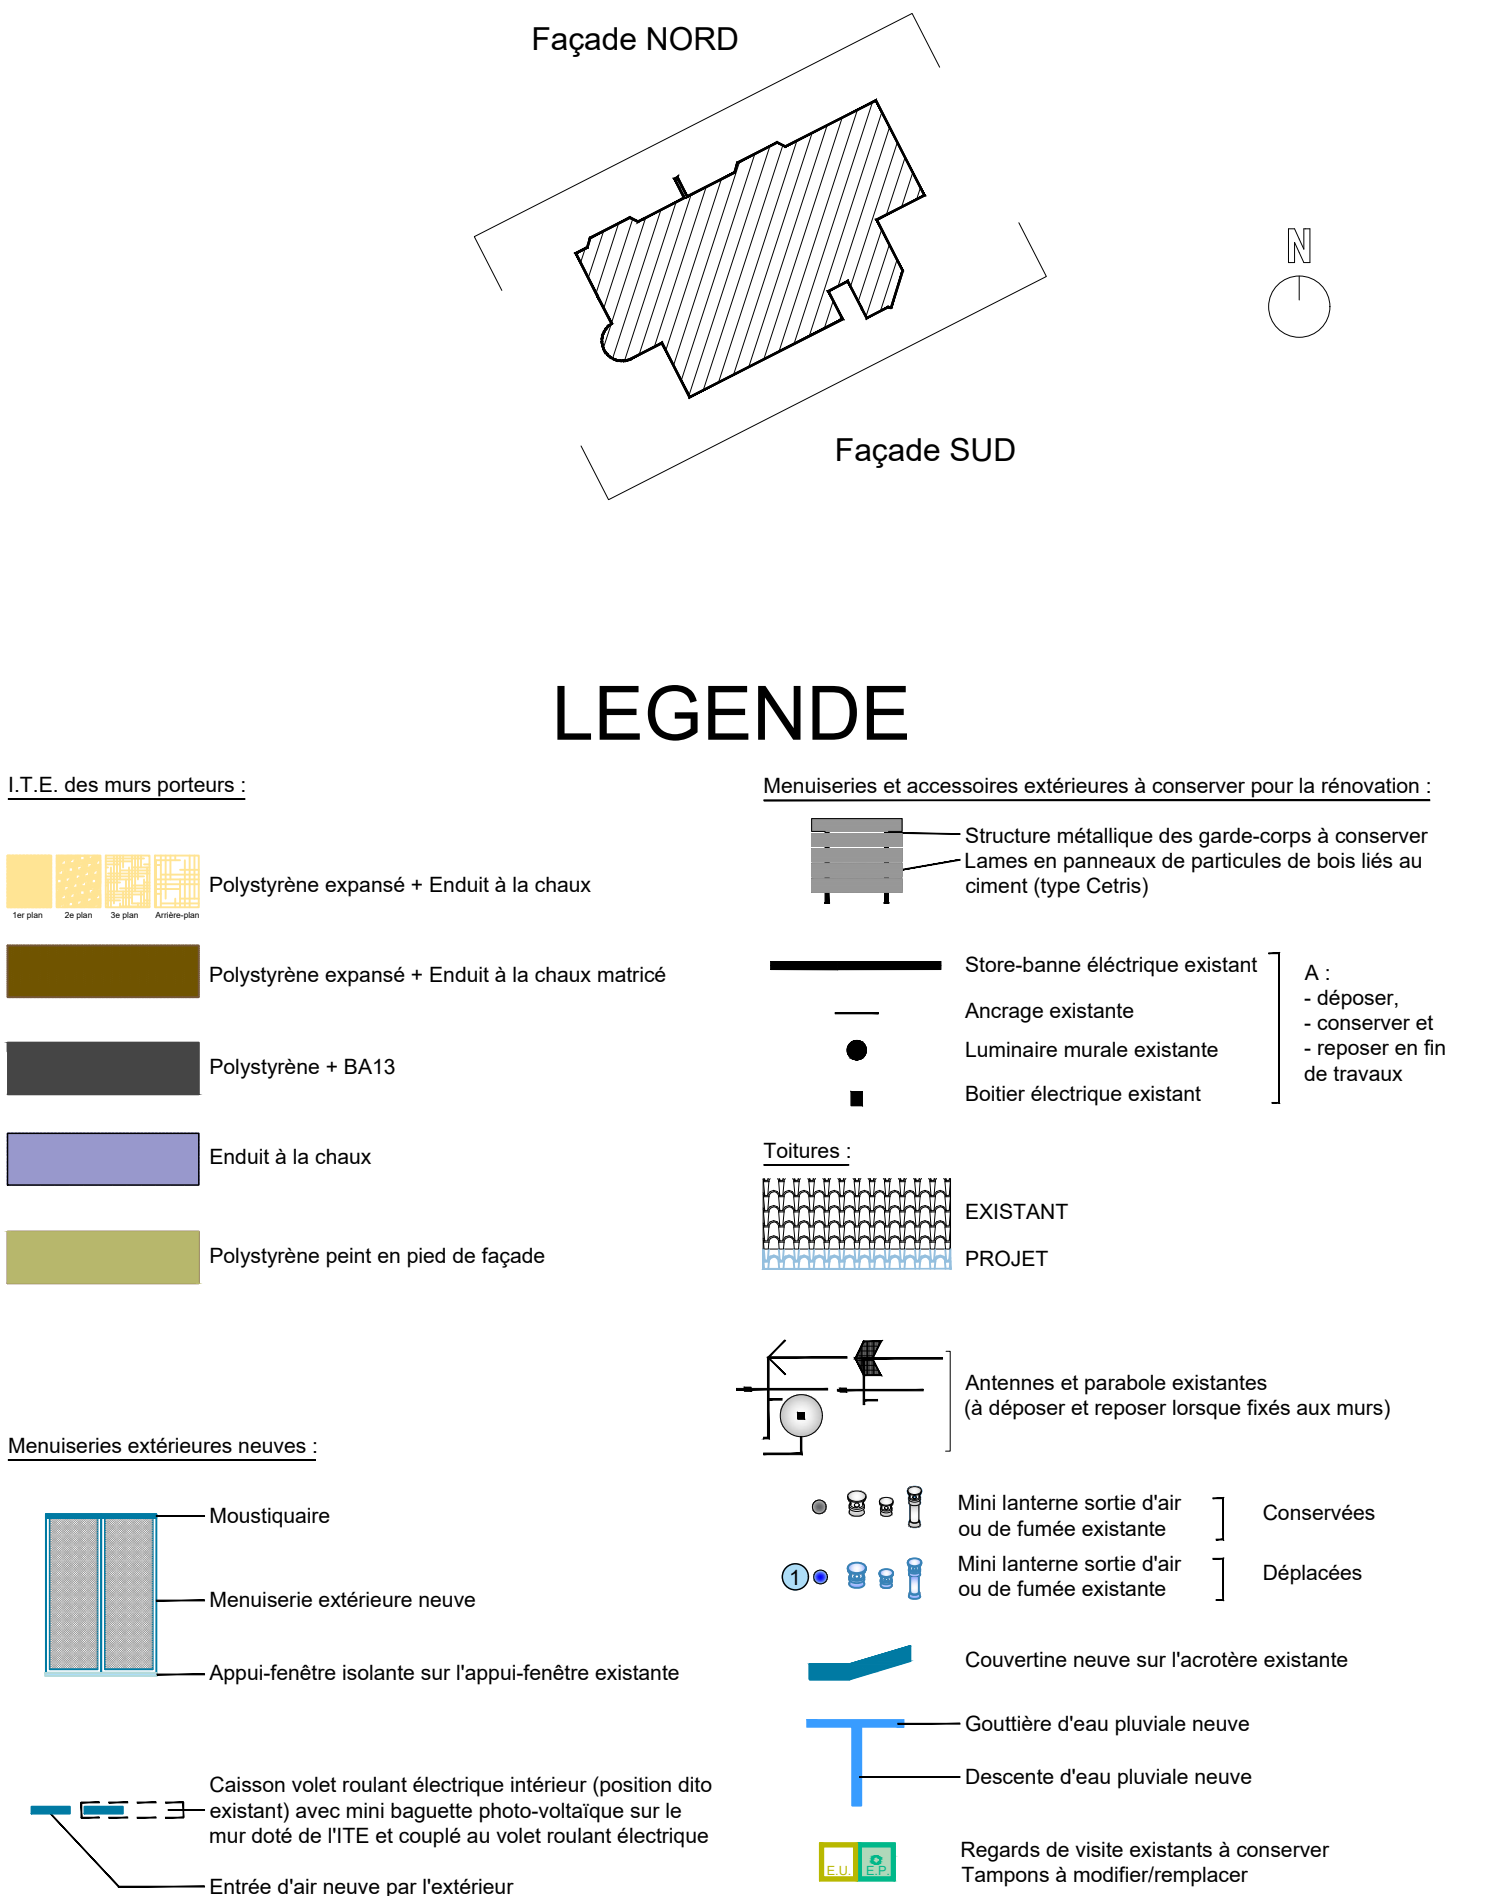 Façade NORD
N
Façade SUD
LEGENDE
I.T.E. des murs porteurs :
1er plan
2e plan
3e plan
Arrière-plan
Polystyrène expansé + Enduit à la chaux
Polystyrène expansé + Enduit à la chaux matricé
Polystyrène + BA13
Enduit à la chaux
Polystyrène peint en pied de façade
Menuiseries extérieures neuves :
Moustiquaire
Menuiserie extérieure neuve
Appui-fenêtre isolante sur l'appui-fenêtre existante
Caisson volet roulant électrique intérieur (position dito
existant) avec mini baguette photo-voltaïque sur le
mur doté de l'ITE et couplé au volet roulant électrique
Entrée d'air neuve par l'extérieur
Menuiseries et accessoires extérieures à conserver pour la rénovation :
Structure métallique des garde-corps à conserver
Lames en panneaux de particules de bois liés au
ciment (type Cetris)
Store-banne éléctrique existant
Ancrage existante
Luminaire murale existante
Boitier électrique existant
A :
- déposer,
- conserver et
- reposer en fin
de travaux
Toitures :
EXISTANT
PROJET
Antennes et parabole existantes
(à déposer et reposer lorsque fixés aux murs)
Mini lanterne sortie d'air
ou de fumée existante
Conservées
1
Mini lanterne sortie d'air
ou de fumée existante
Déplacées
Couvertine neuve sur l'acrotère existante
Gouttière d'eau pluviale neuve
Descente d'eau pluviale neuve
E.U.
E.P.
Regards de visite existants à conserver
Tampons à modifier/remplacer